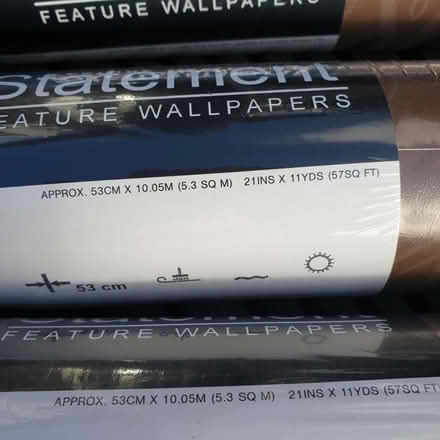 FEATURE WALLPAPERS
Statement
FEATURE WALLPAPERS
APPROX. 53CM X 10.05M (5.3 SQ M) 21INS X 11YDS (57SQ FT)
53 cm
Statement
FEATURE WALLPAPERS
APPROX. 53CM X 10.05M (5.3 SQ M) 21INS X 11YDS (57SQ FT